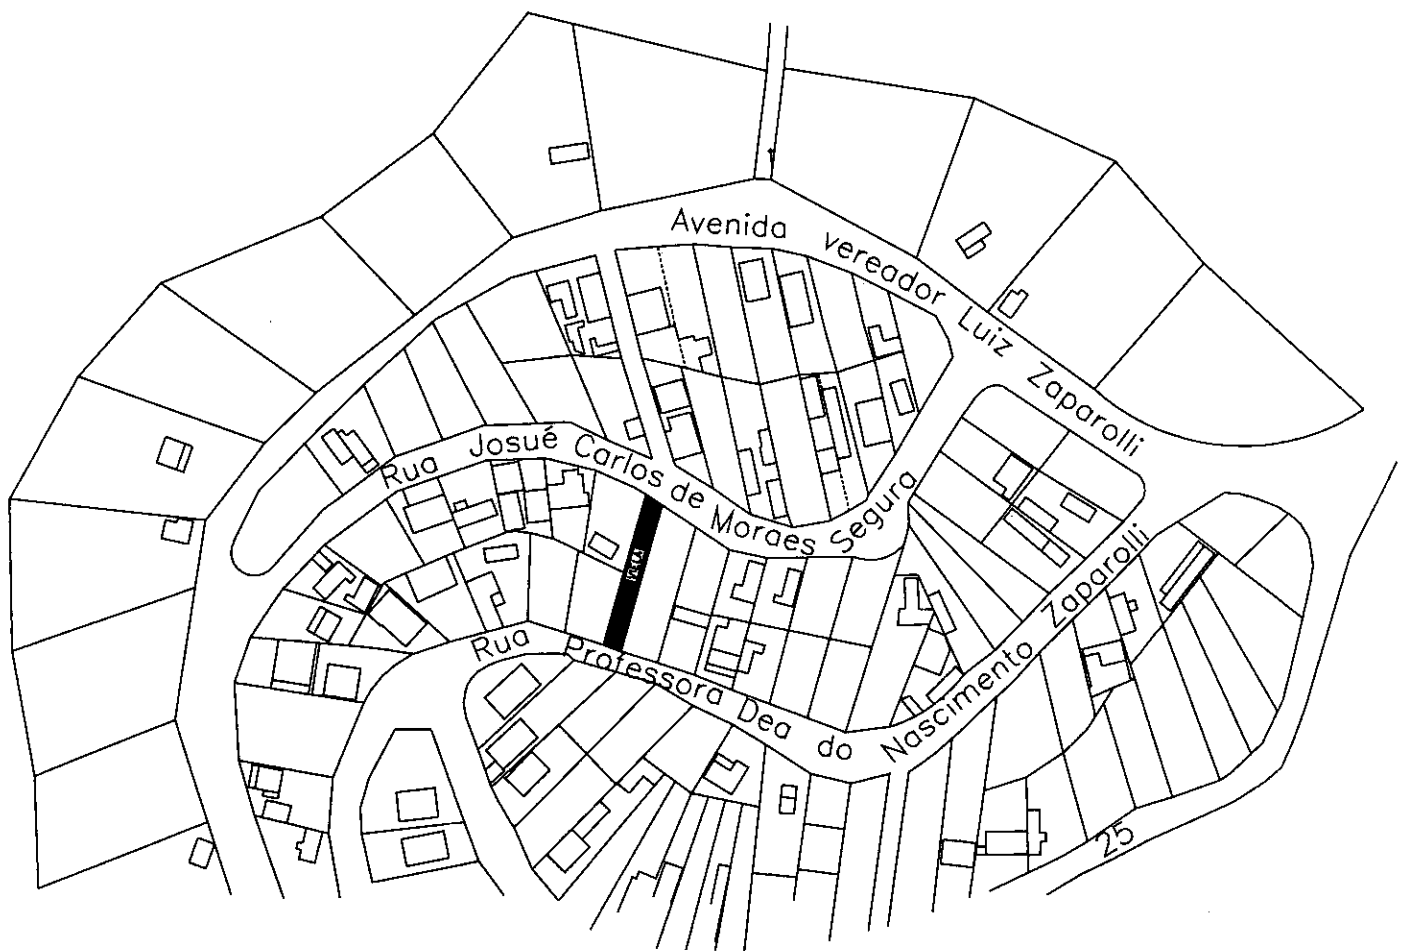 Avenida vereador Luiz Zaparolli
Rua Josué Carlos de Moraes Segura
Rua Professora Dea do Nascimento Zaparolli
25